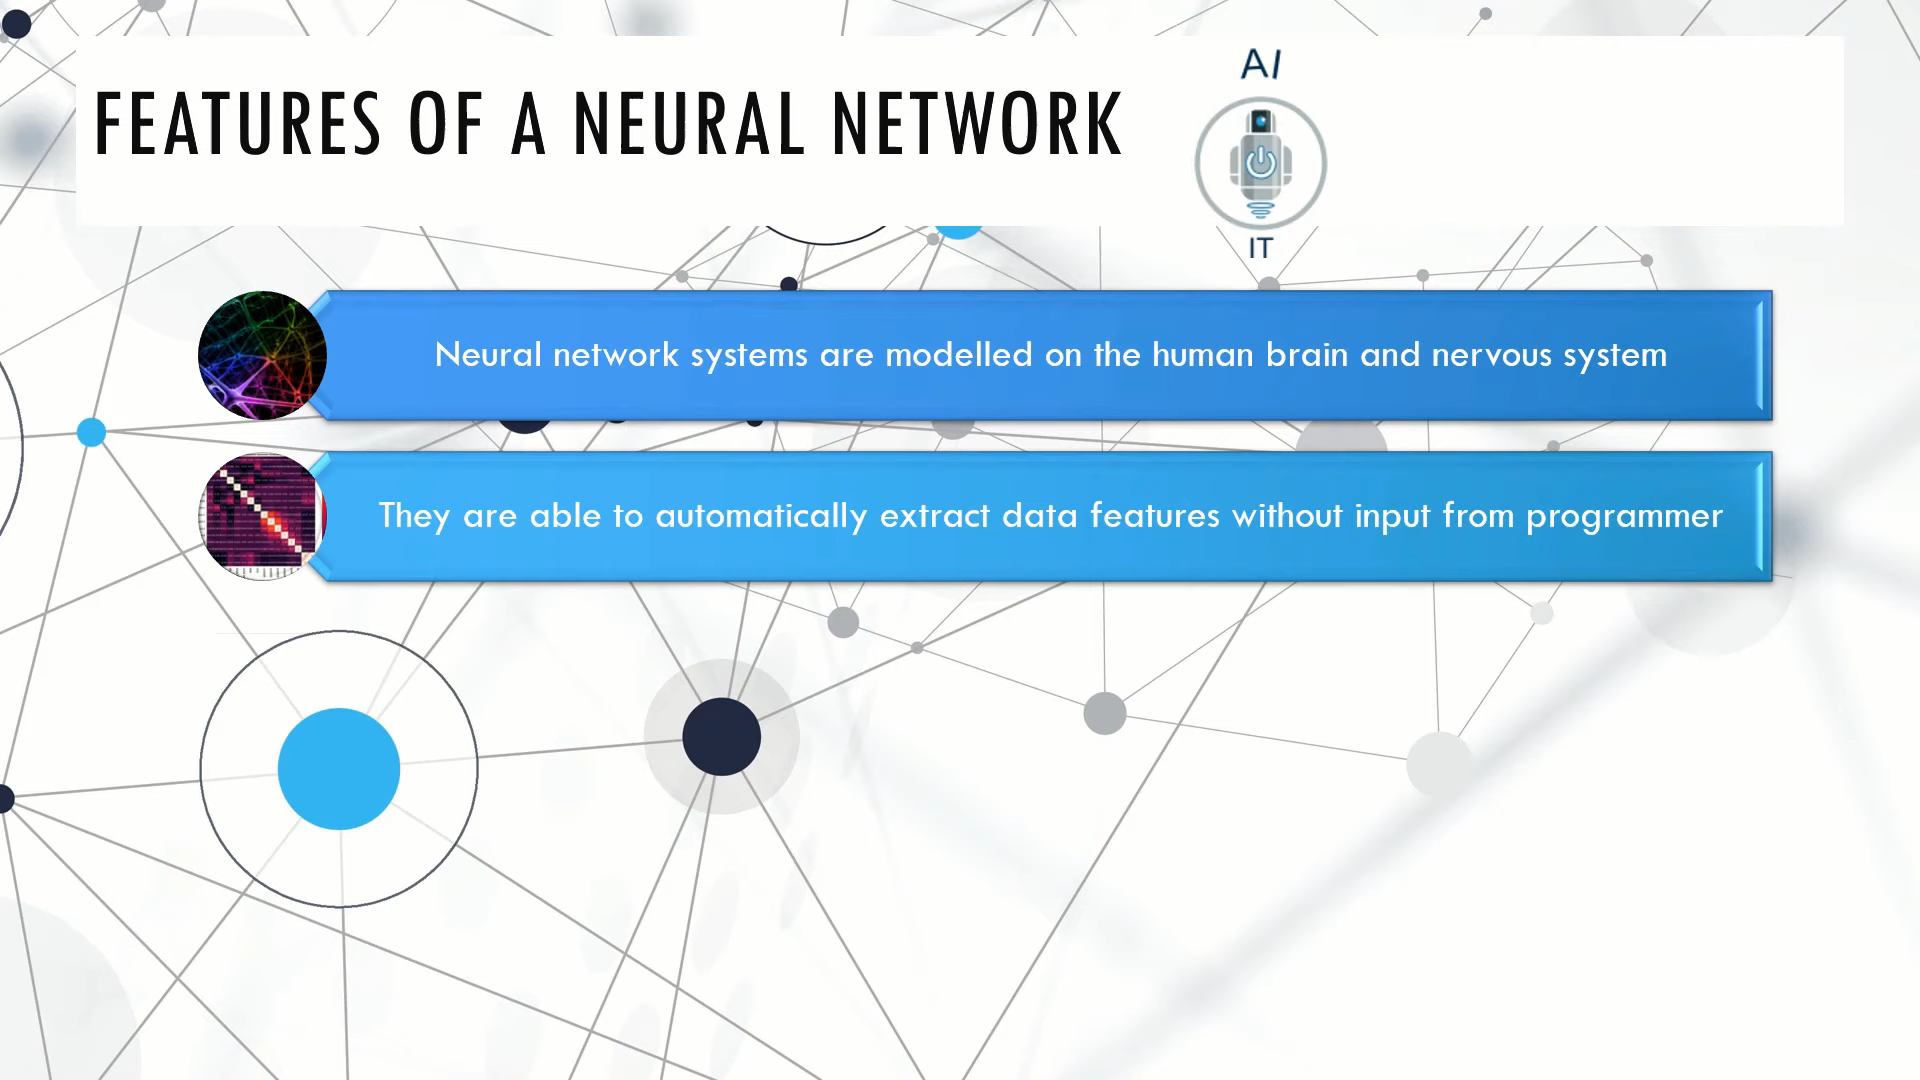 FEATURES OF A NEURAL NETWORK
AI
IT
Neural network systems are modelled on the human brain and nervous system
They are able to automatically extract data features without input from programmer